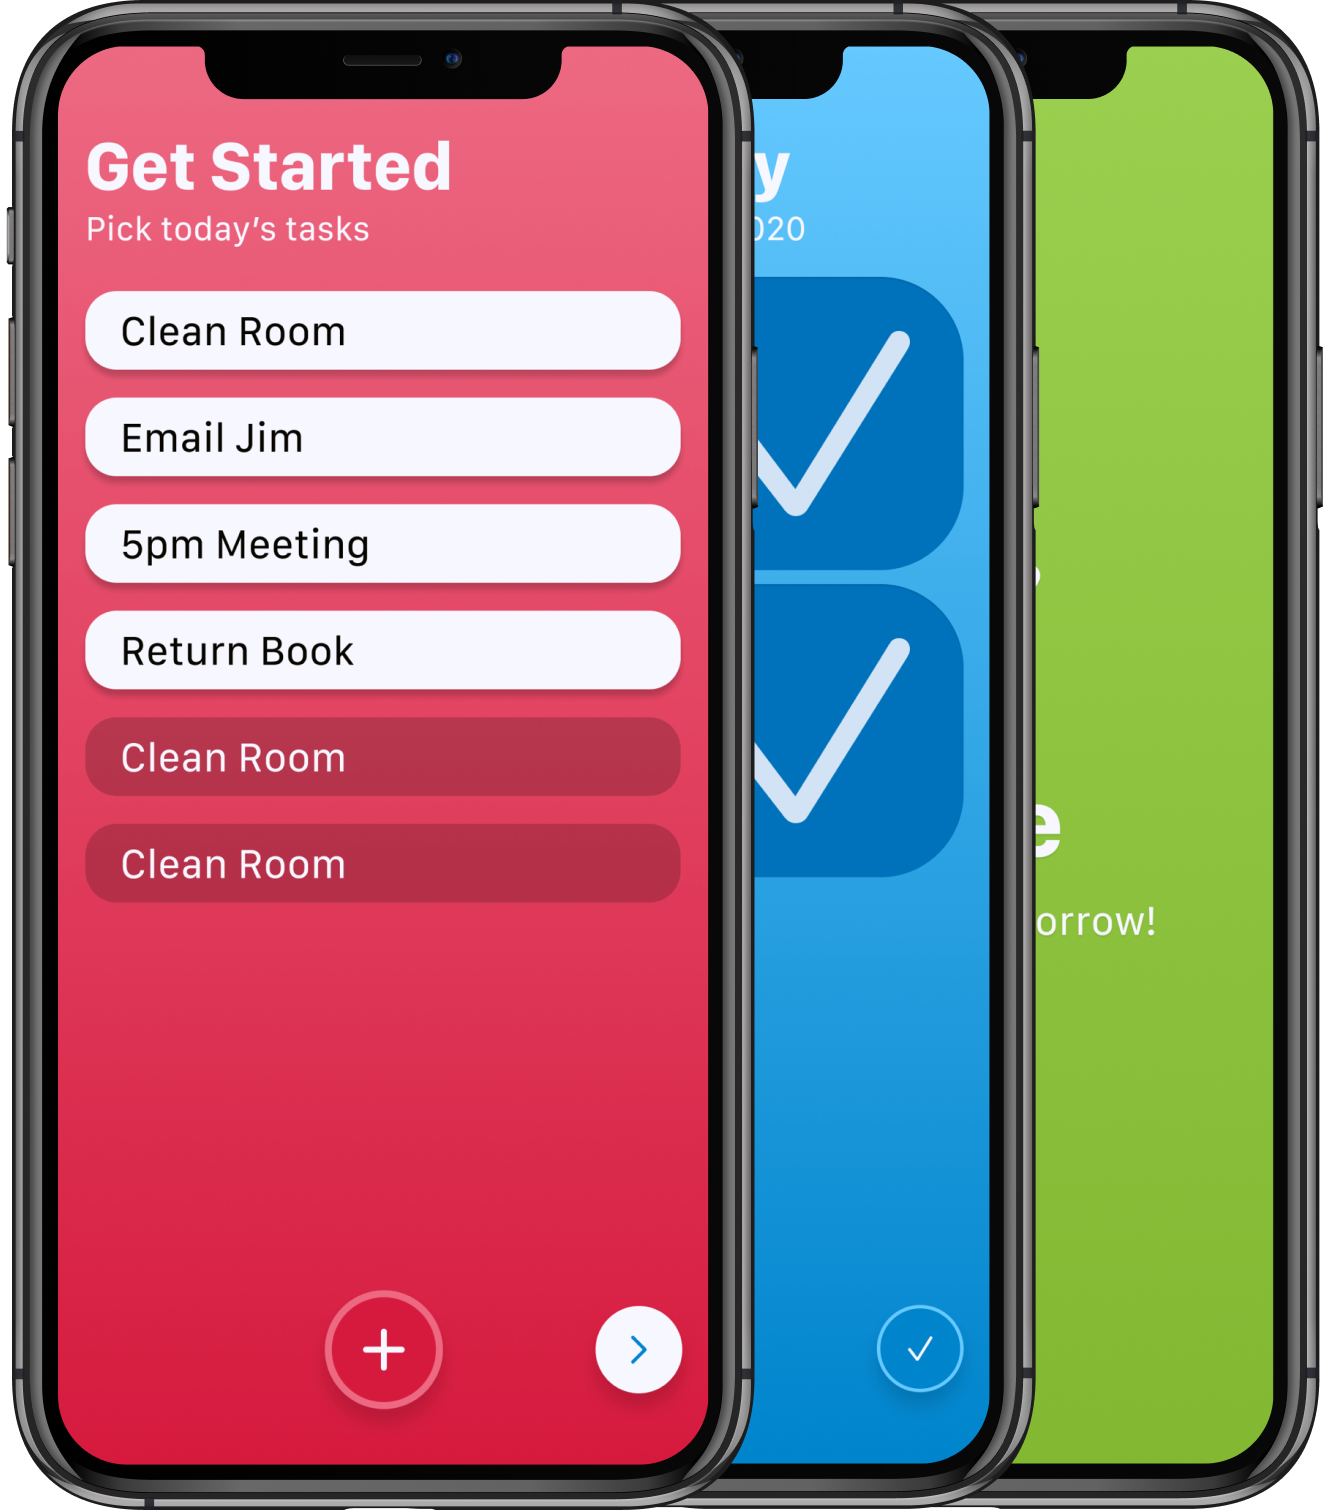 Get Started
Pick today's tasks
Clean Room
Email Jim
5pm Meeting
Return Book
Clean Room
Clean Room
y
020
e
orrow!